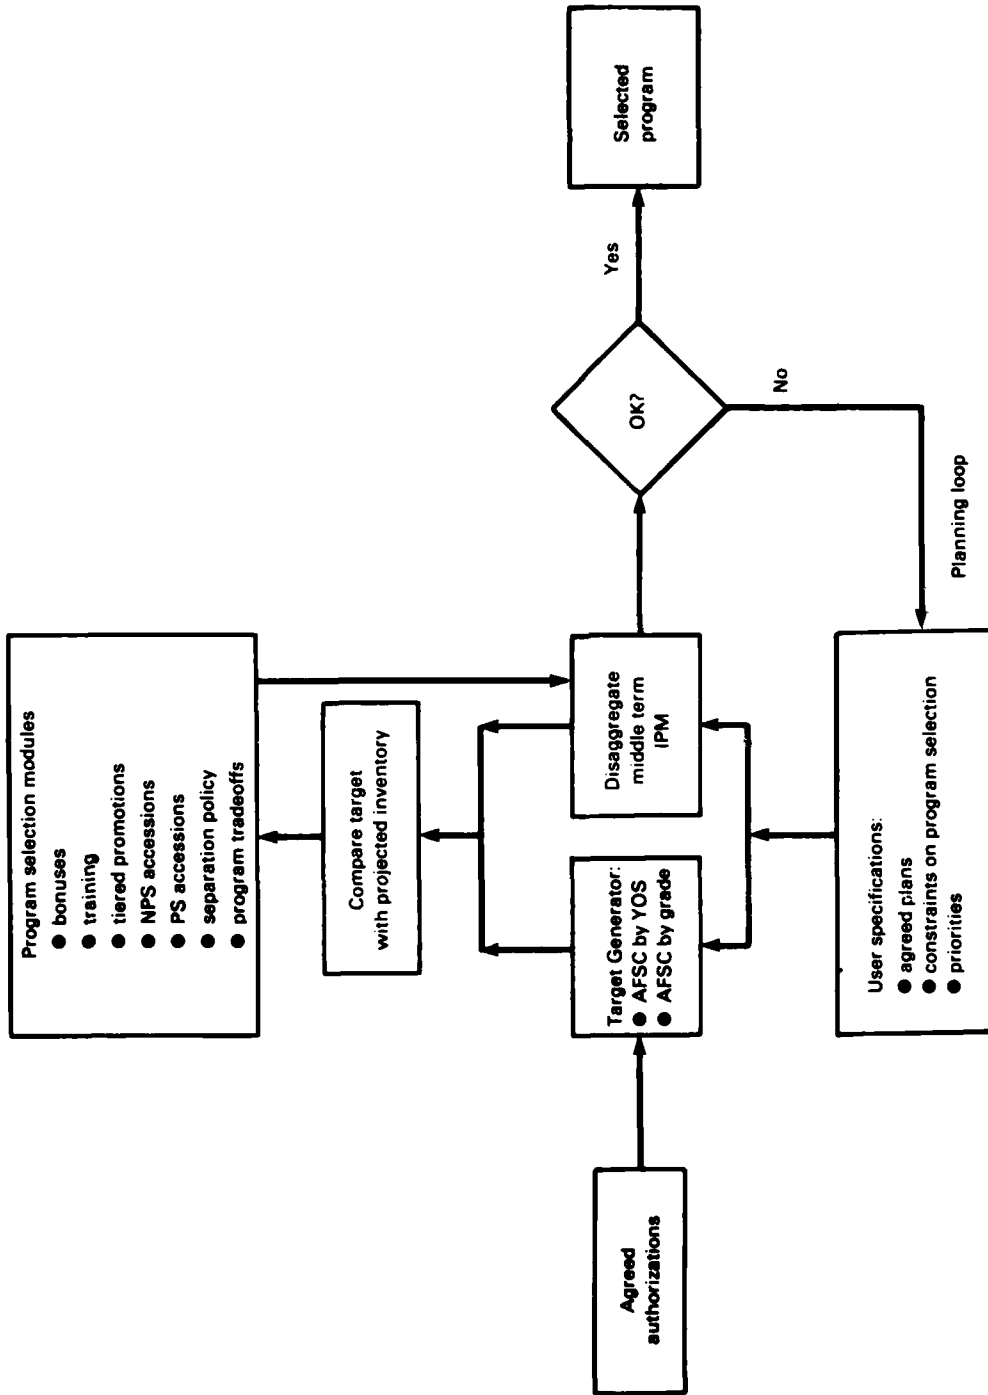 Program selection modules
● bonuses
● training
● tiered promotions
● NPS accessions
● PS accessions
● separation policy
● program tradeoffs
Compare target
with projected inventory
Agreed
authorizations
Target Generator:
● AFSC by YOS
● AFSC by grade
Disaggregate
middle term
IPM
OK?
Yes
Selected
program
No
Planning loop
User specifications:
● agreed plans
● constraints on program selection
● priorities